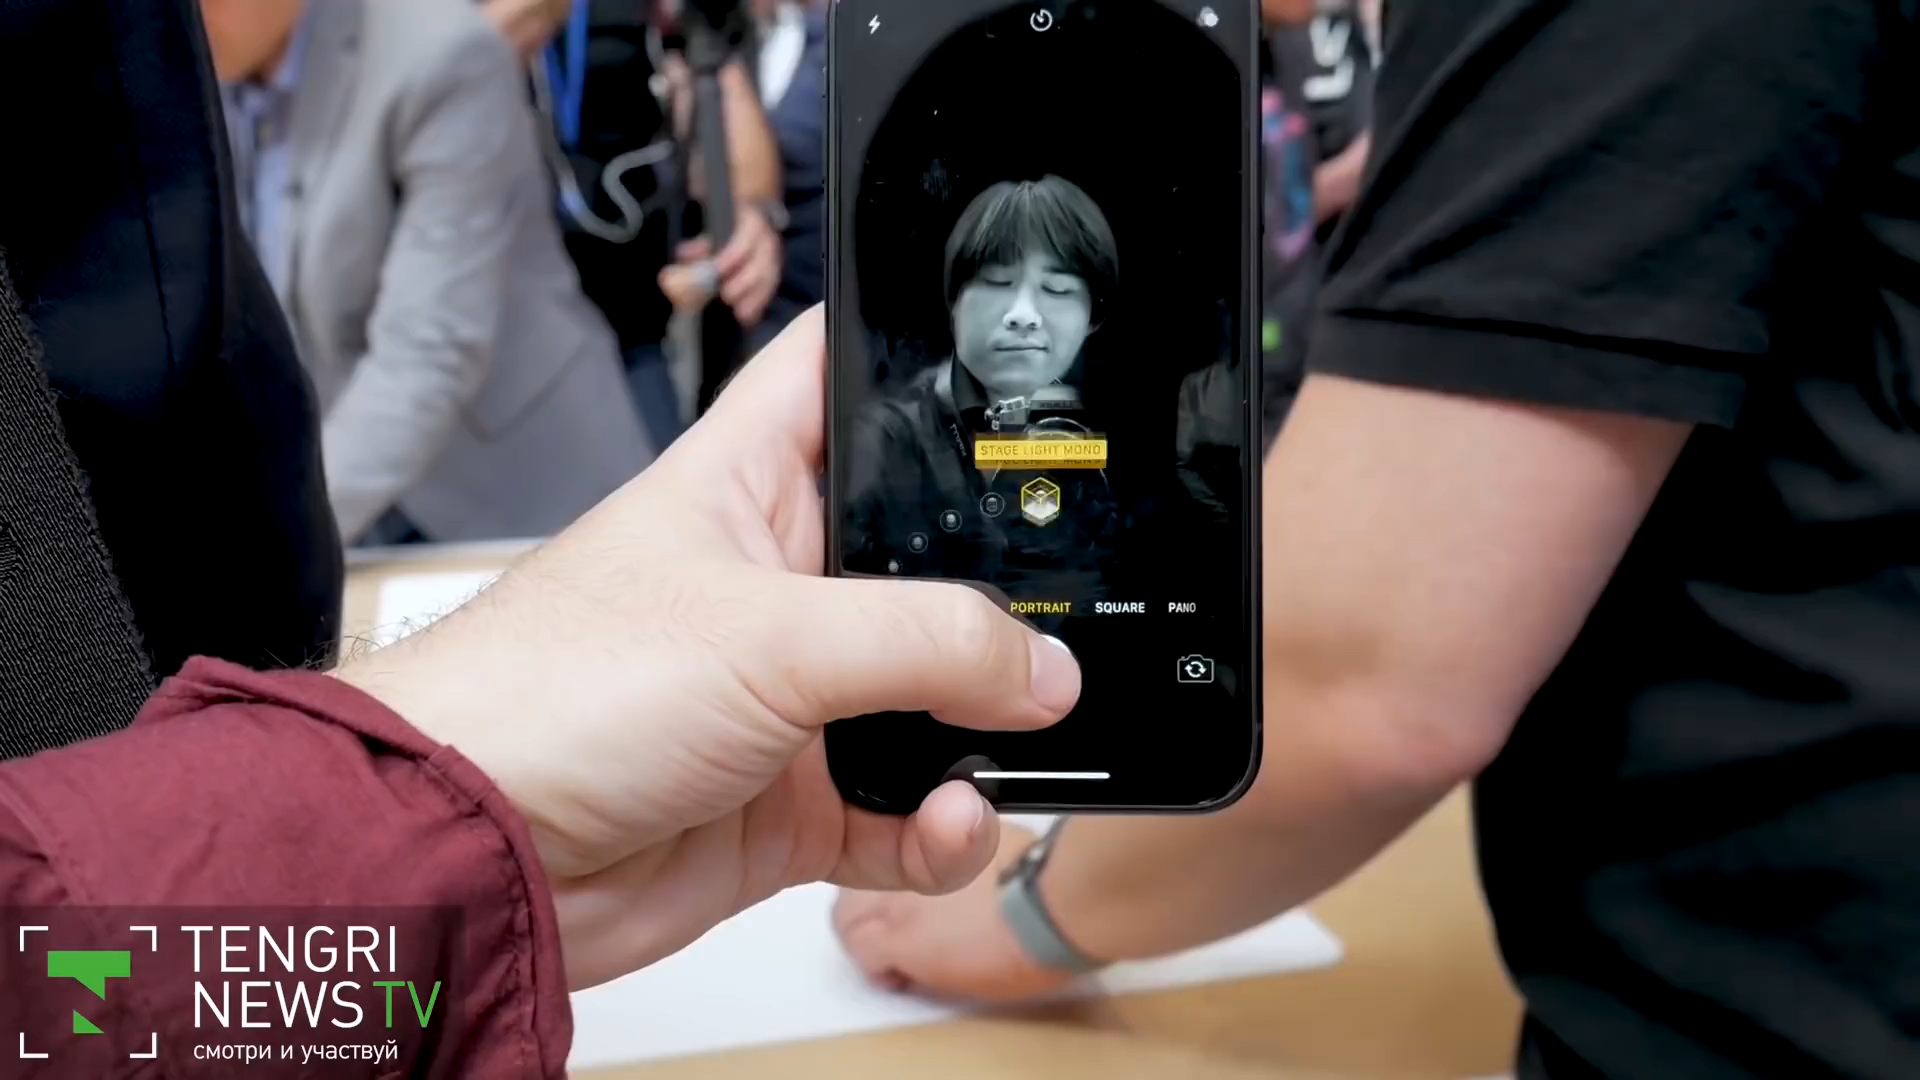 STAGE LIGHT MONO
PORTRAIT SQUARE PANO
TENGRI
NEWS TV
смотри и участвуй